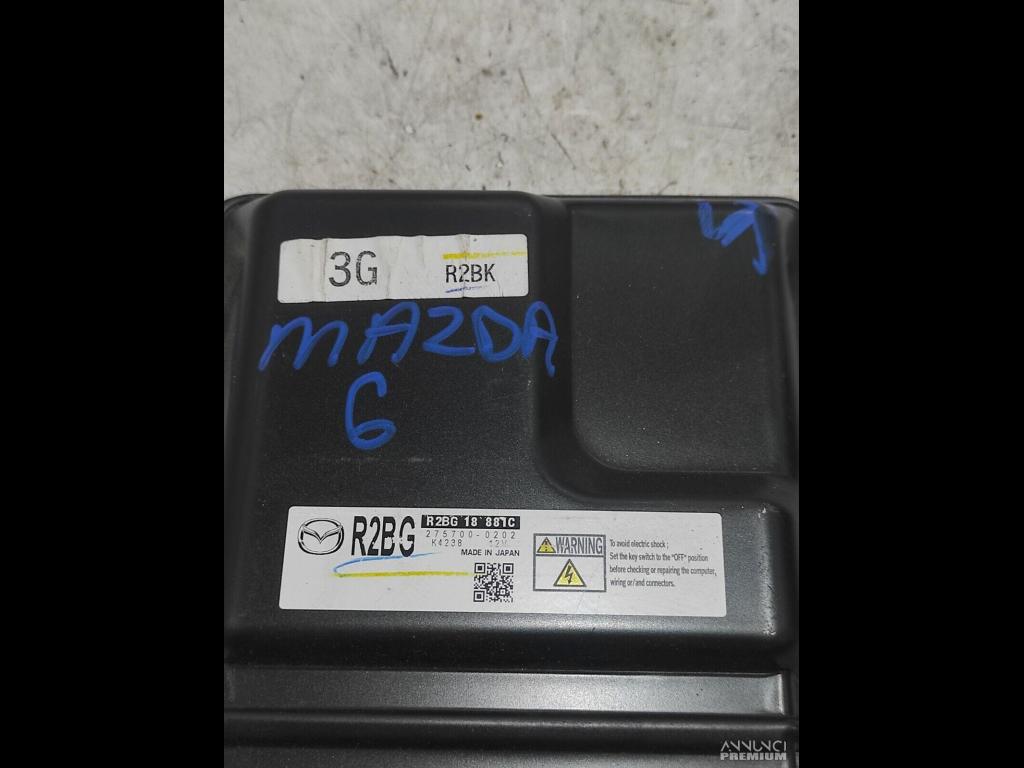 3G R2BK
MAZDA
6
R2BG
R2BG 18 881C
275700-0202
K4238 12V
MADE IN JAPAN
WARNING
To avoid electric shock ;
Set the key switch to the "OFF" position
before checking or repairing the computer,
wiring or/and connectors.
ANNUNCI
PREMIUM